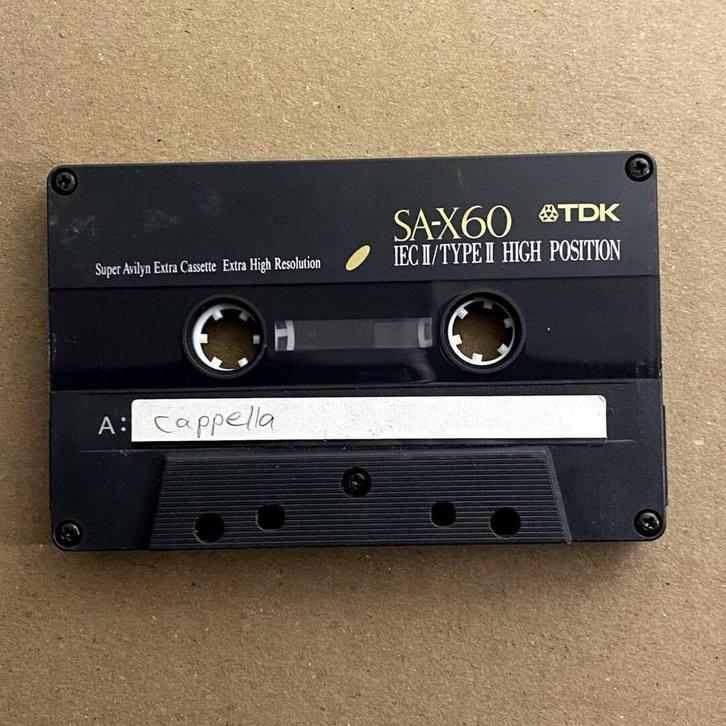 SA-X60 TDK
IEC II/TYPE II HIGH POSITION
Super Avilyn Extra Cassette Extra High Resolution
A: cappella